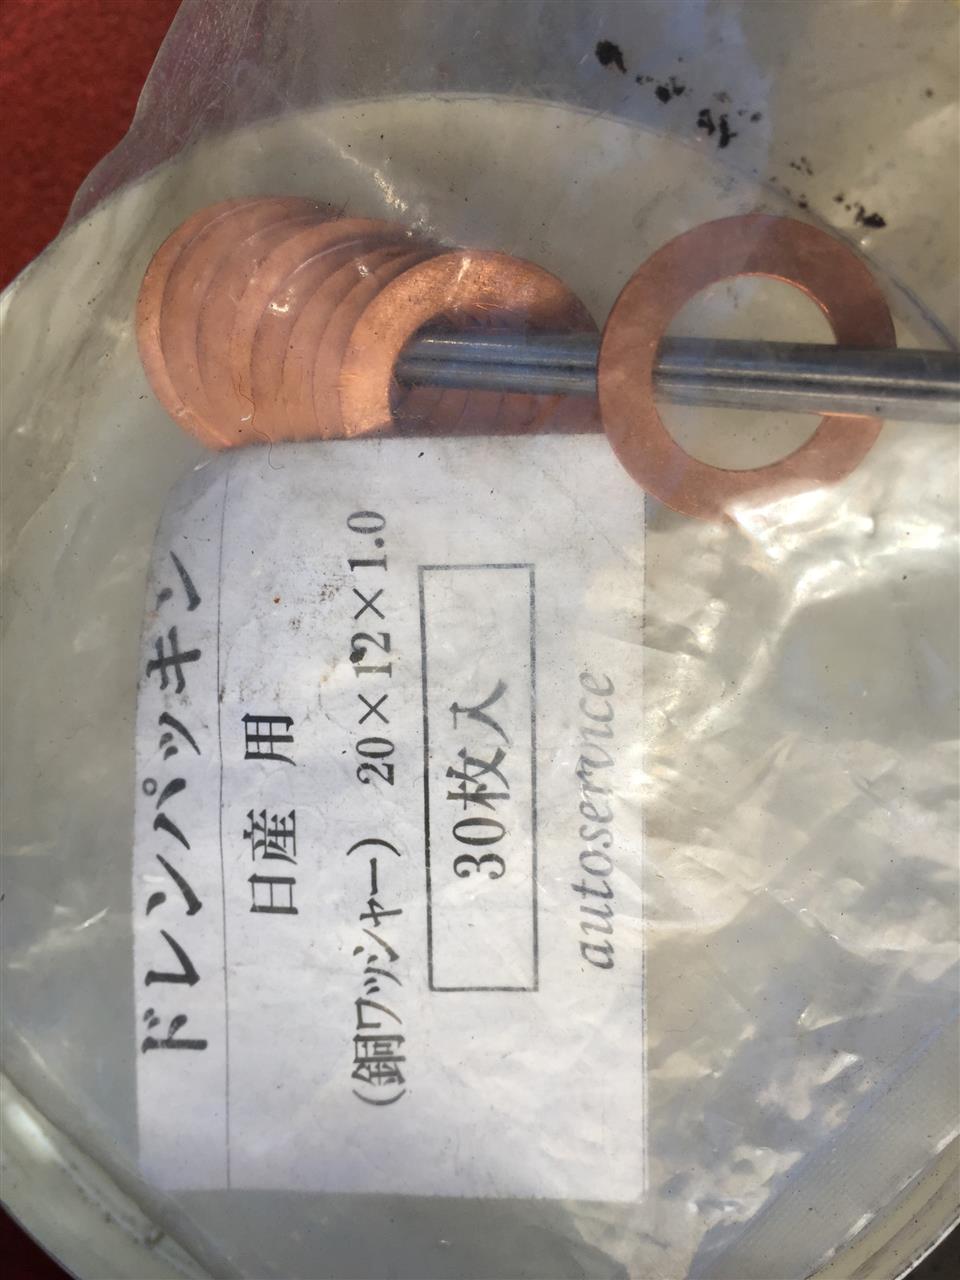 ドレンパッキン
日産用
(銅ワッシャー) 20×12×1.0
30枚入
autoservice